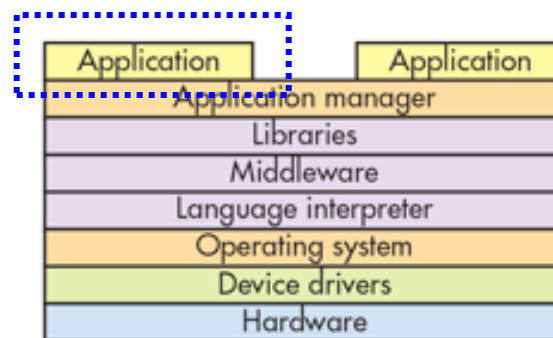 Application Application
Application manager
Libraries
Middleware
Language interpreter
Operating system
Device drivers
Hardware